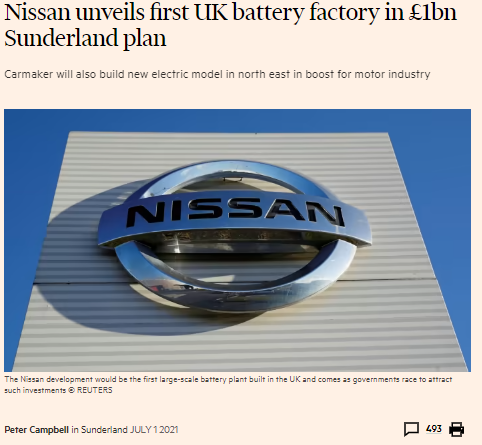 Nissan unveils first UK battery factory in £1bn
Sunderland plan
Carmaker will also build new electric model in north east in boost for motor industry
NISSAN
The Nissan development would be the first large-scale battery plant built in the UK and comes as governments race to attract
such investments © REUTERS
Peter Campbell in Sunderland JULY 1 2021
493